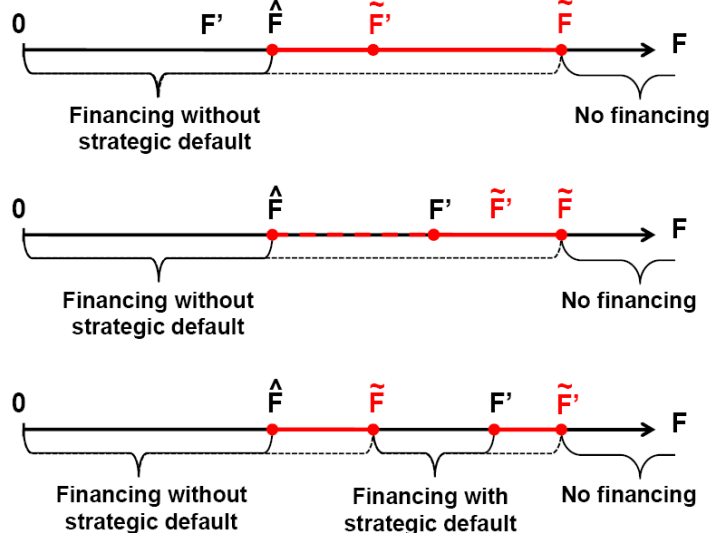 0 F’ F̂ F̃’ F̃ F
Financing without
strategic default
No financing
0 F̂ F’ F̃’ F̃ F
Financing without
strategic default
No financing
0 F̂ F̃ F’ F̃’ F
Financing without
strategic default
Financing with
strategic default
No financing